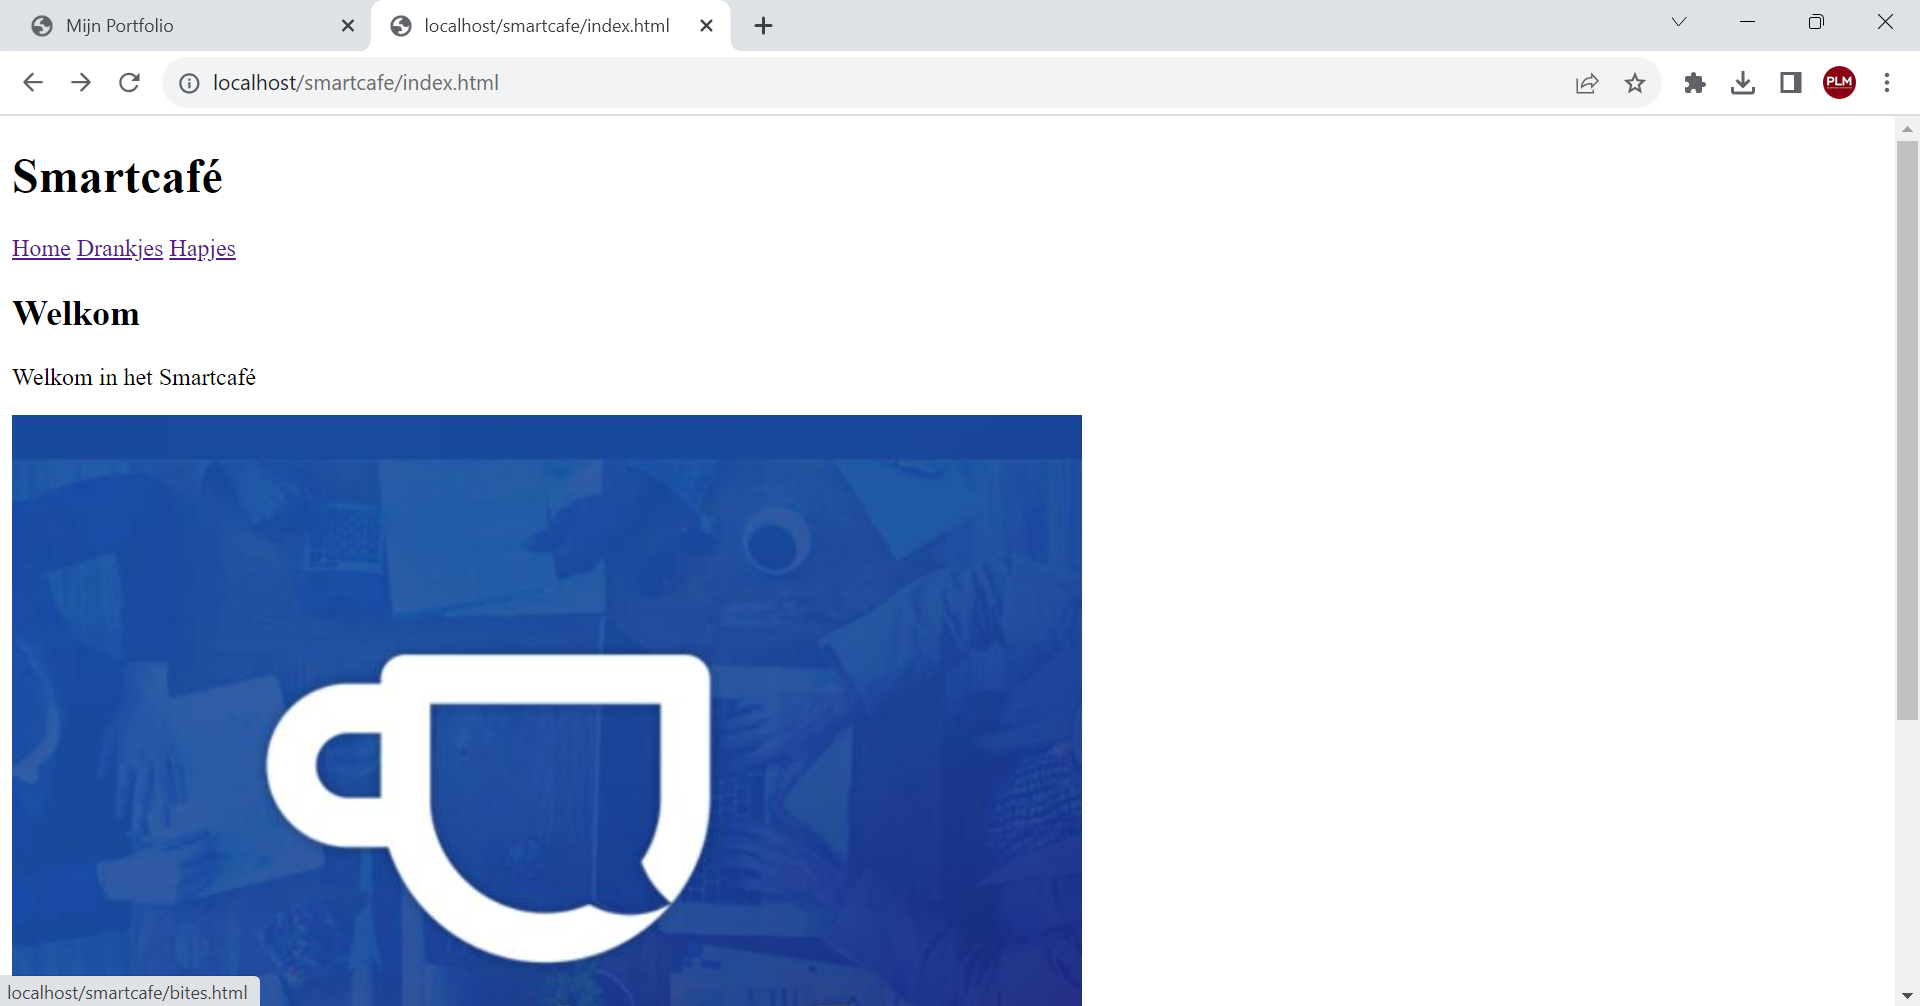 Mijn Portfolio
localhost/smartcafe/index.html
localhost/smartcafe/index.html
PLM
Smartcafé
Home Drankjes Hapjes
Welkom
Welkom in het Smartcafé
localhost/smartcafe/bites.html